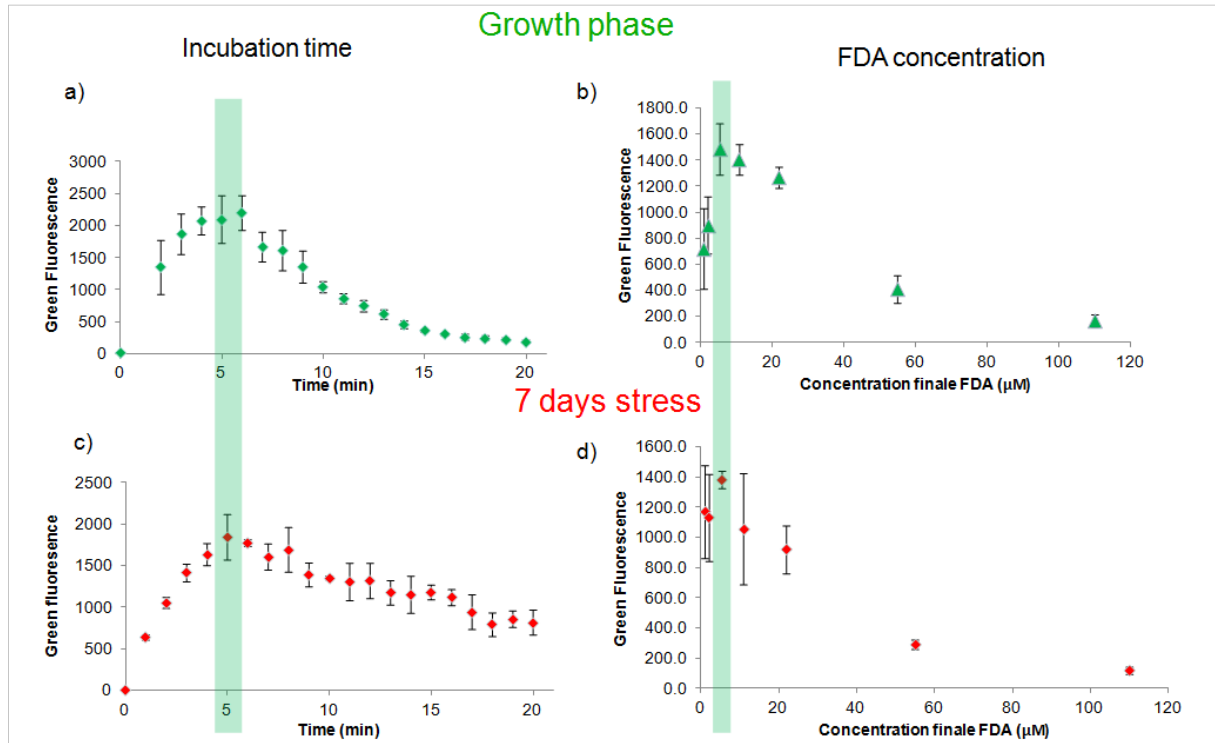 Growth phase
Incubation time
FDA concentration
a)
Green Fluorescence
3000
2500
2000
1500
1000
500
0
0 5 10 15 20
Time (min)
b)
Green Fluorescence
1800.0
1600.0
1400.0
1200.0
1000.0
800.0
600.0
400.0
200.0
0.0
0 20 40 60 80 100 120
Concentration finale FDA (µM)
7 days stress
c)
Green fluoresence
2500
2000
1500
1000
500
0
0 5 10 15 20
Time (min)
d)
Green Fluorescence
1600.0
1400.0
1200.0
1000.0
800.0
600.0
400.0
200.0
0.0
0 20 40 60 80 100 120
Concentration finale FDA (µM)